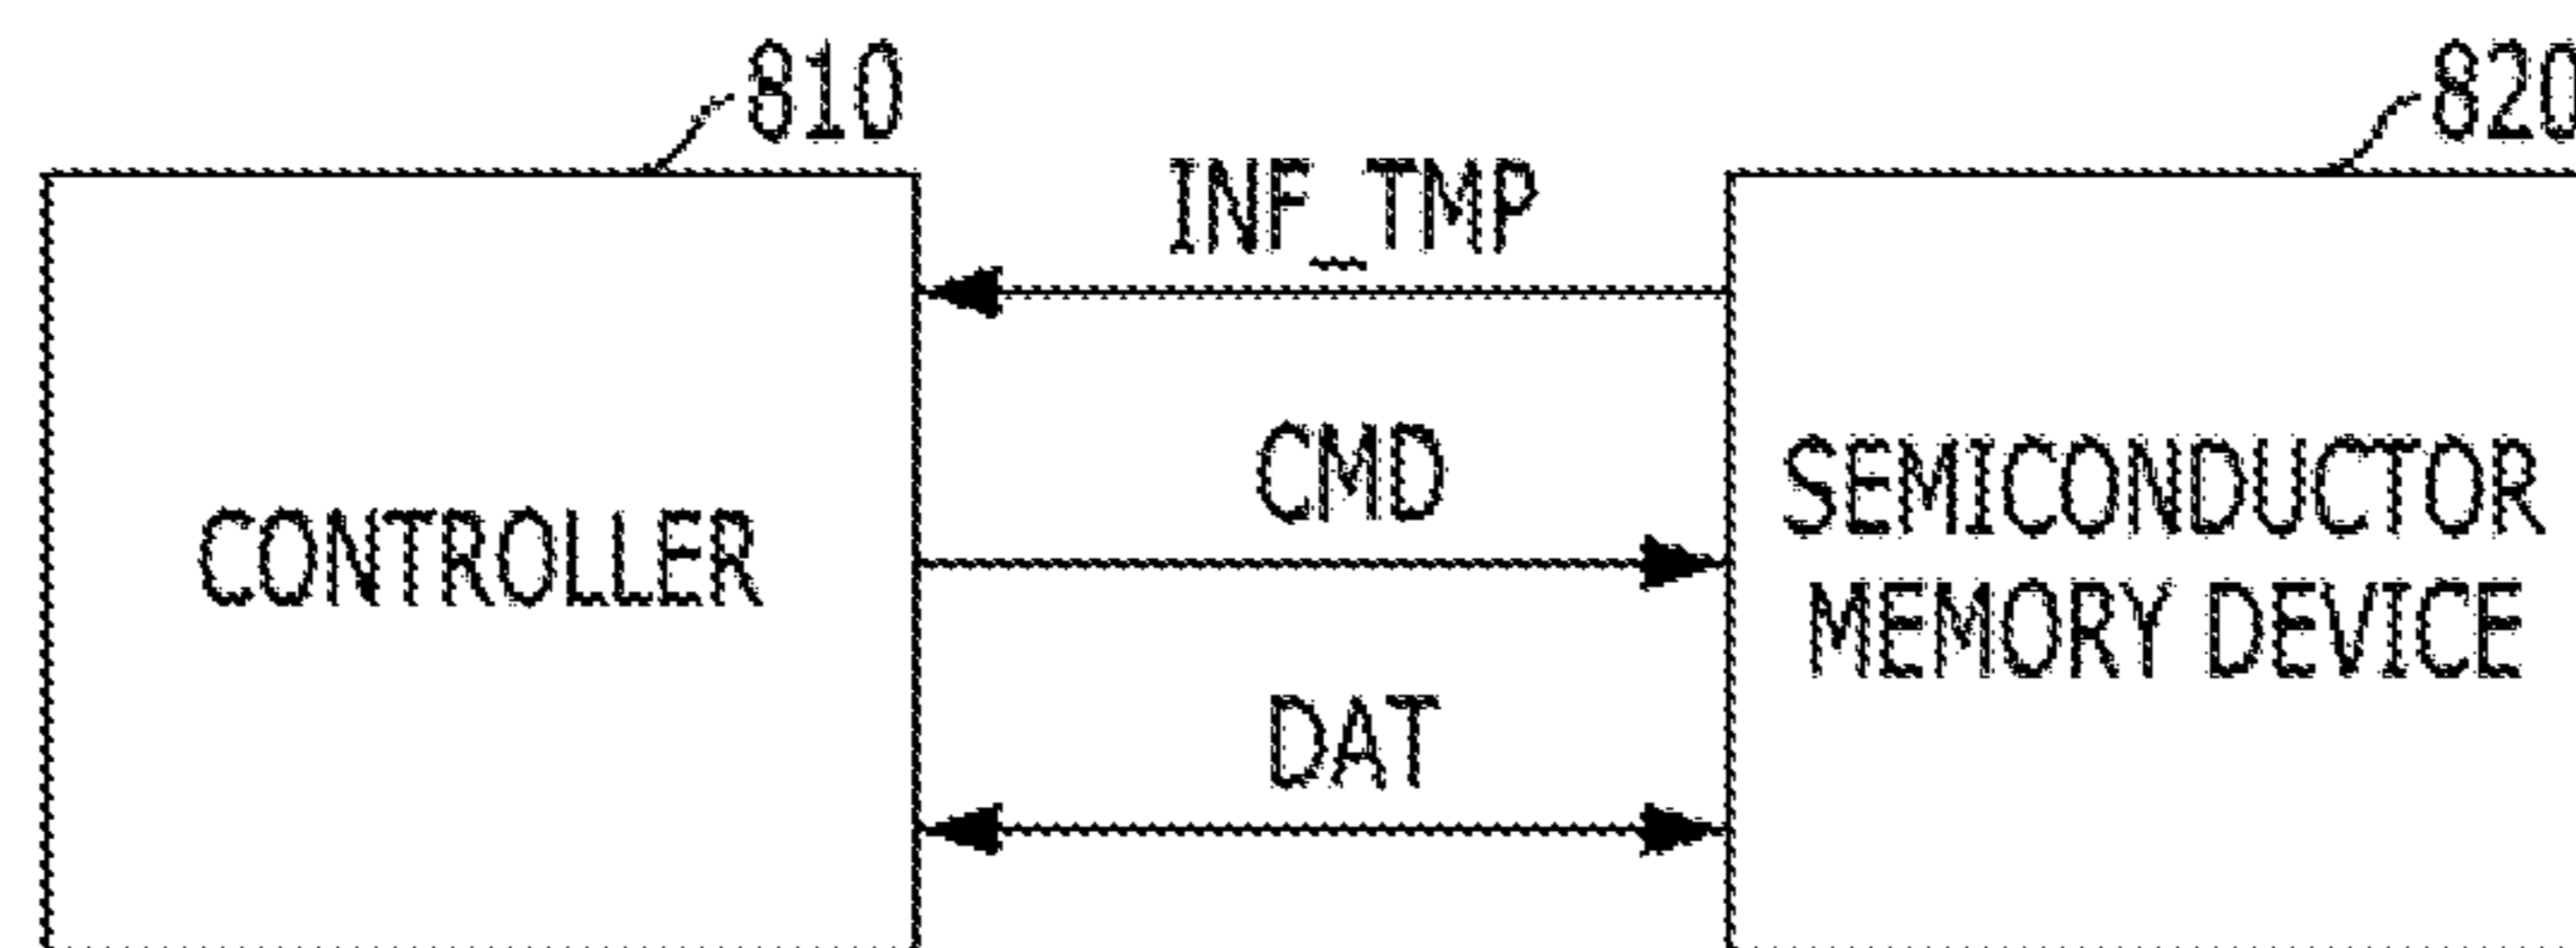 810
820
INF_TMP
CMD
CONTROLLER
SEMICONDUCTOR
MEMORY DEVICE
DAT